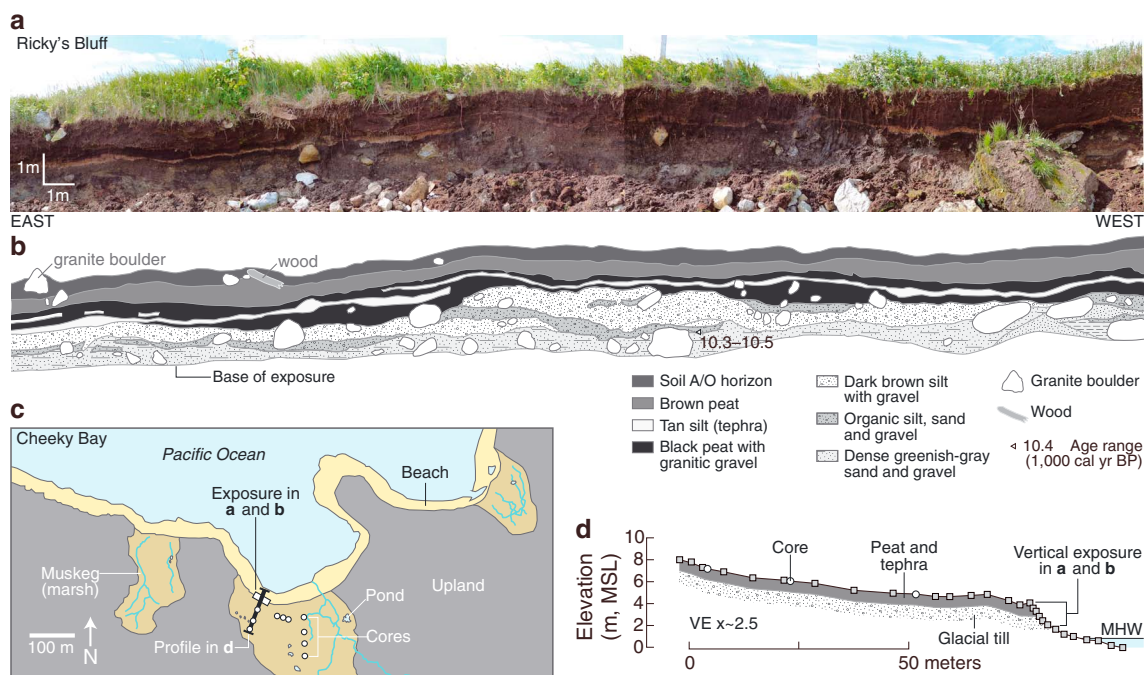 a
Ricky's Bluff
1m
1m
EAST
WEST
b
granite boulder
wood
10.3–10.5
Base of exposure
Soil A/O horizon
Brown peat
Tan silt (tephra)
Black peat with
granitic gravel
Dark brown silt
with gravel
Organic silt, sand
and gravel
Dense greenish-gray
sand and gravel
Granite boulder
Wood
10.4 Age range
(1,000 cal yr BP)
c
Cheeky Bay
Pacific Ocean
Beach
Exposure in
a and b
Muskeg
(marsh)
Upland
Pond
Cores
100 m
N
Profile in d
d
Elevation
(m, MSL)
10
8
6
4
2
0
Core
Peat and
tephra
Vertical exposure
in a and b
VE x~2.5
Glacial till
MHW
0
50 meters